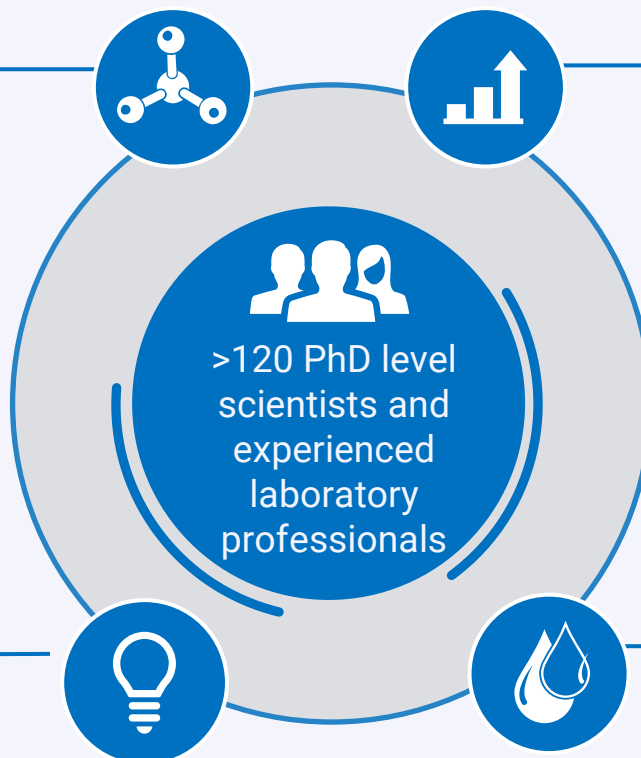 >120 PhD level
scientists and
experienced
laboratory
professionals